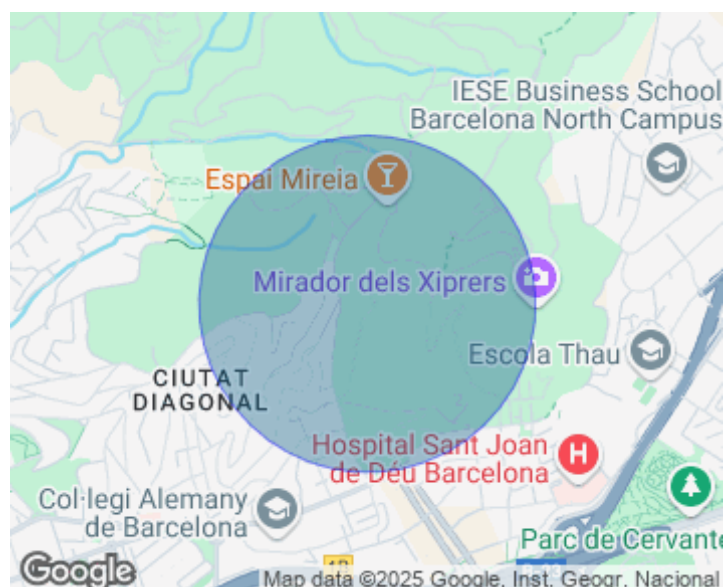 IESE Business School
Barcelona North Campus
Espai Mireia
Mirador dels Xiprers
Escola Thau
CIUTAT
DIAGONAL
Hospital Sant Joan
de Déu Barcelona
Col·legi Alemany
de Barcelona
Parc de Cervante
Google
Map data ©2025 Google, Inst. Geogr. Nacional